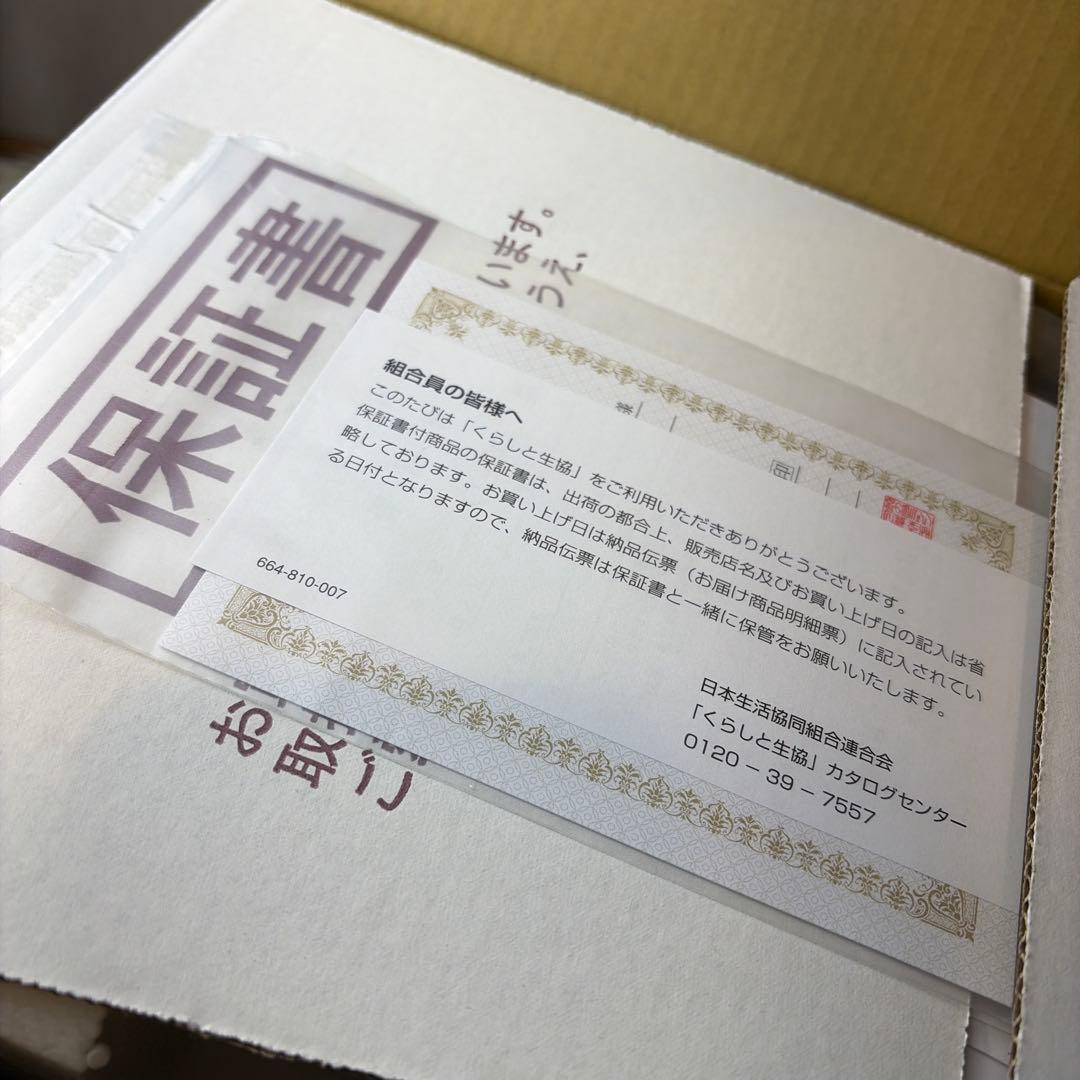 保証書
います。
うえ、
組合員の皆様へ
このたびは「くらしと生協」をご利用いただきありがとうございます。
保証書付商品の保証書は、出荷の都合上、販売店名及びお買い上げ日の記入は省
略しております。お買い上げ日は納品伝票（お届け商品明細票）に記入されてい
る日付となりますので、納品伝票は保証書と一緒に保管をお願いいたします。
664-810-007
日本生活協同組合連合会
「くらしと生協」カタログセンター
0120－39－7557
様
お
取
ご